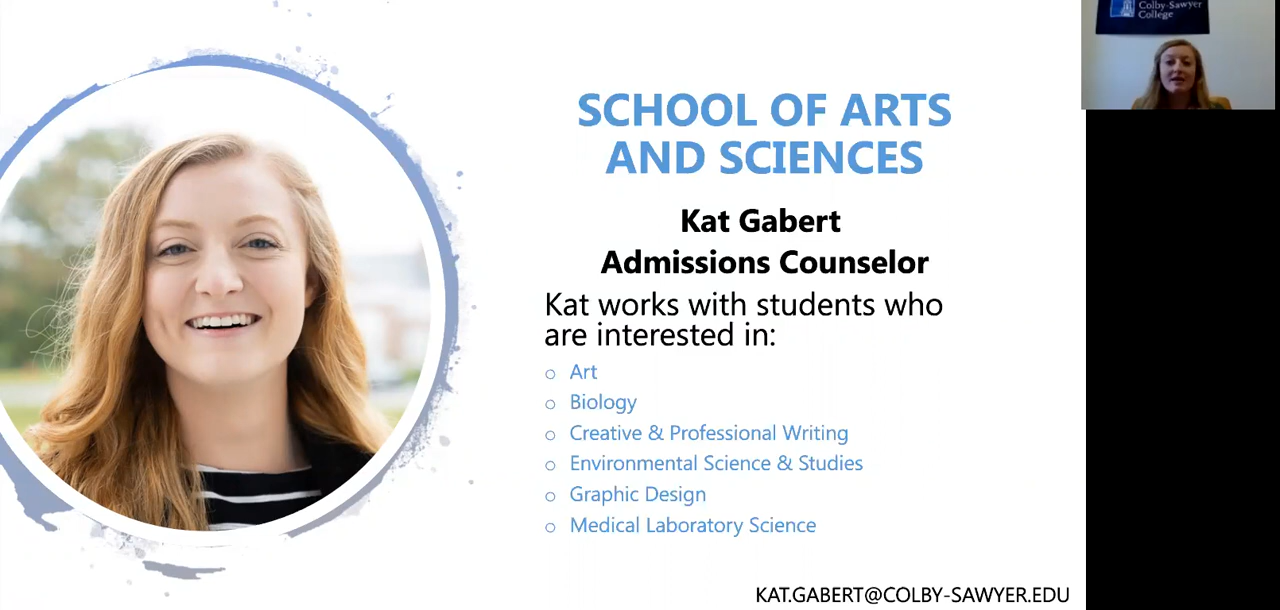 SCHOOL OF ARTS
AND SCIENCES
Kat Gabert
Admissions Counselor
Kat works with students who
are interested in:
○ Art
○ Biology
○ Creative & Professional Writing
○ Environmental Science & Studies
○ Graphic Design
○ Medical Laboratory Science
KAT.GABERT@COLBY-SAWYER.EDU
Colby-Sawyer
College